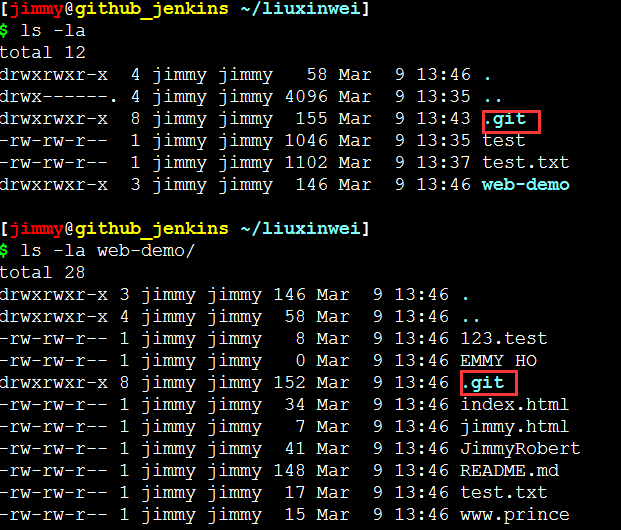 [jimmy@github_jenkins ~/liuxinwei]
$ ls -la
total 12
drwxrwxr-x  4 jimmy jimmy   58 Mar  9 13:46 .
drwx------. 4 jimmy jimmy 4096 Mar  9 13:35 ..
drwxrwxr-x  8 jimmy jimmy  155 Mar  9 13:43 .git
-rw-rw-r--  1 jimmy jimmy 1046 Mar  9 13:35 test
-rw-rw-r--  1 jimmy jimmy 1102 Mar  9 13:37 test.txt
drwxrwxr-x  3 jimmy jimmy  146 Mar  9 13:46 web-demo
[jimmy@github_jenkins ~/liuxinwei]
$ ls -la web-demo/
total 28
drwxrwxr-x 3 jimmy jimmy 146 Mar  9 13:46 .
drwxrwxr-x 4 jimmy jimmy  58 Mar  9 13:46 ..
-rw-rw-r-- 1 jimmy jimmy   8 Mar  9 13:46 123.test
-rw-rw-r-- 1 jimmy jimmy   0 Mar  9 13:46 EMMY HO
drwxrwxr-x 8 jimmy jimmy 152 Mar  9 13:46 .git
-rw-rw-r-- 1 jimmy jimmy  34 Mar  9 13:46 index.html
-rw-rw-r-- 1 jimmy jimmy   7 Mar  9 13:46 jimmy.html
-rw-rw-r-- 1 jimmy jimmy  41 Mar  9 13:46 JimmyRobert
-rw-rw-r-- 1 jimmy jimmy 148 Mar  9 13:46 README.md
-rw-rw-r-- 1 jimmy jimmy  17 Mar  9 13:46 test.txt
-rw-rw-r-- 1 jimmy jimmy  15 Mar  9 13:46 www.prince